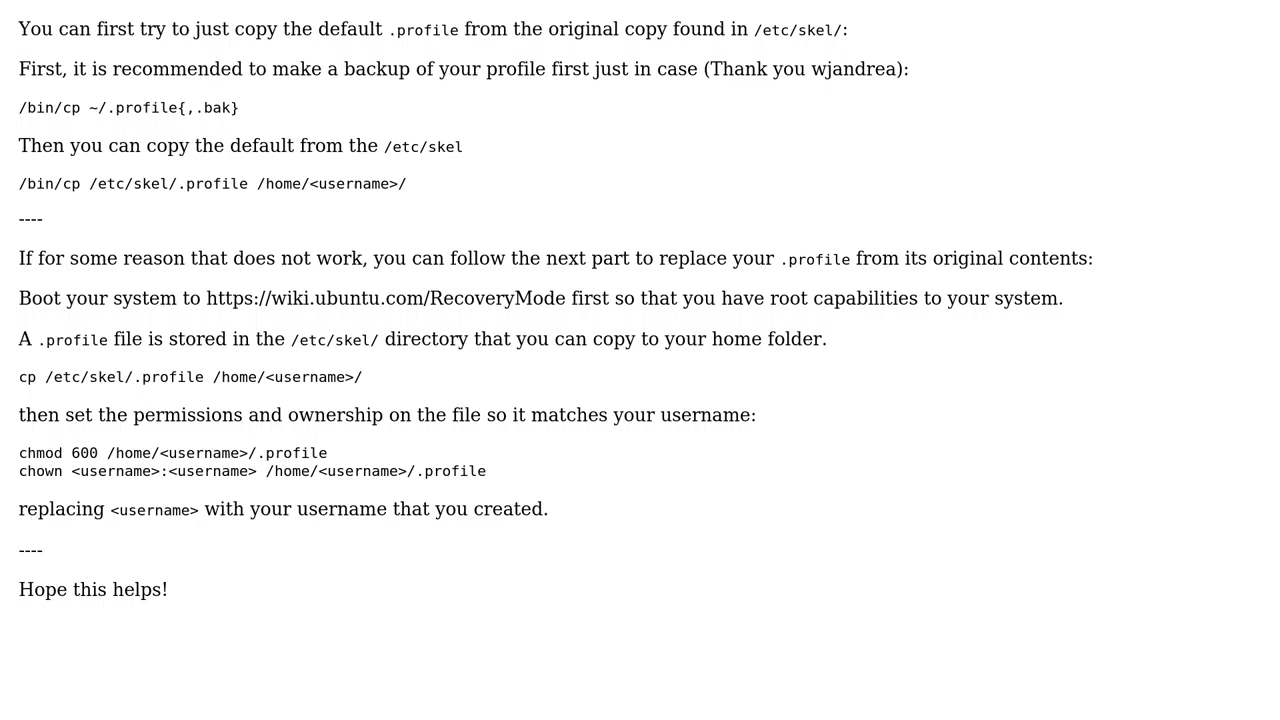 You can first try to just copy the default .profile from the original copy found in /etc/skel/:
First, it is recommended to make a backup of your profile first just in case (Thank you wjandrea):
/bin/cp ~/.profile{,.bak}
Then you can copy the default from the /etc/skel
/bin/cp /etc/skel/.profile /home/<username>/
----
If for some reason that does not work, you can follow the next part to replace your .profile from its original contents:
Boot your system to https://wiki.ubuntu.com/RecoveryMode first so that you have root capabilities to your system.
A .profile file is stored in the /etc/skel/ directory that you can copy to your home folder.
cp /etc/skel/.profile /home/<username>/
then set the permissions and ownership on the file so it matches your username:
chmod 600 /home/<username>/.profile
chown <username>:<username> /home/<username>/.profile
replacing <username> with your username that you created.
----
Hope this helps!